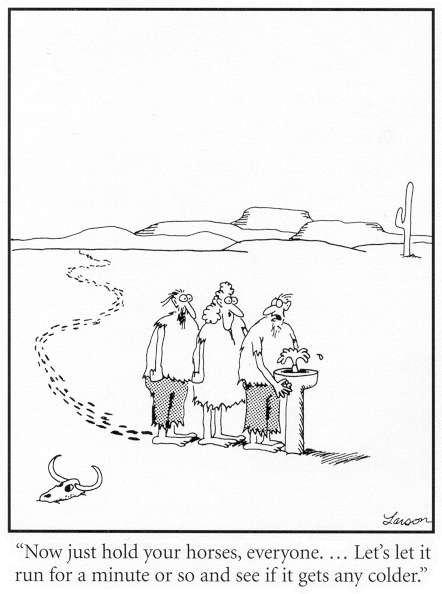 Larson
“Now just hold your horses, everyone. … Let’s let it
run for a minute or so and see if it gets any colder.”